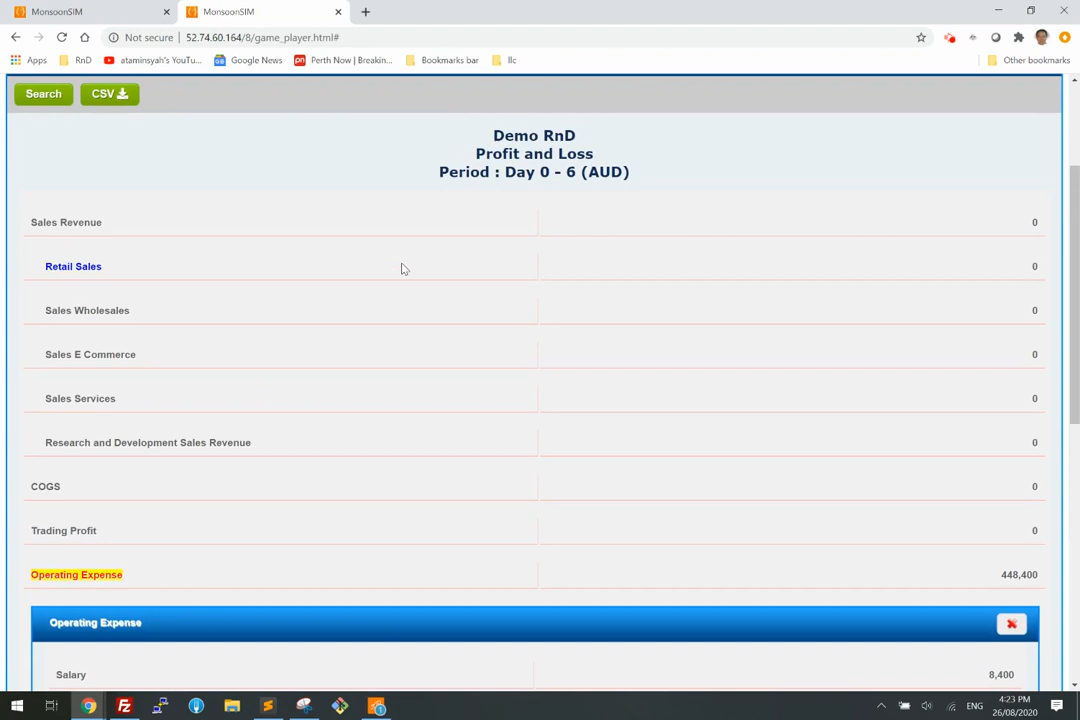 MonsoonSIM
MonsoonSIM
Not secure
52.74.60.164/8/game_player.html#
Apps
RnD
ataminsyah's YouTu...
Google News
Perth Now | Breakin...
Bookmarks bar
llc
Other bookmarks
Search
CSV
Demo RnD
Profit and Loss
Period : Day 0 - 6 (AUD)
Sales Revenue 0
Retail Sales 0
Sales Wholesales 0
Sales E Commerce 0
Sales Services 0
Research and Development Sales Revenue 0
COGS 0
Trading Profit 0
Operating Expense 448,400
Operating Expense
Salary 8,400
ENG
4:23 PM
26/08/2020